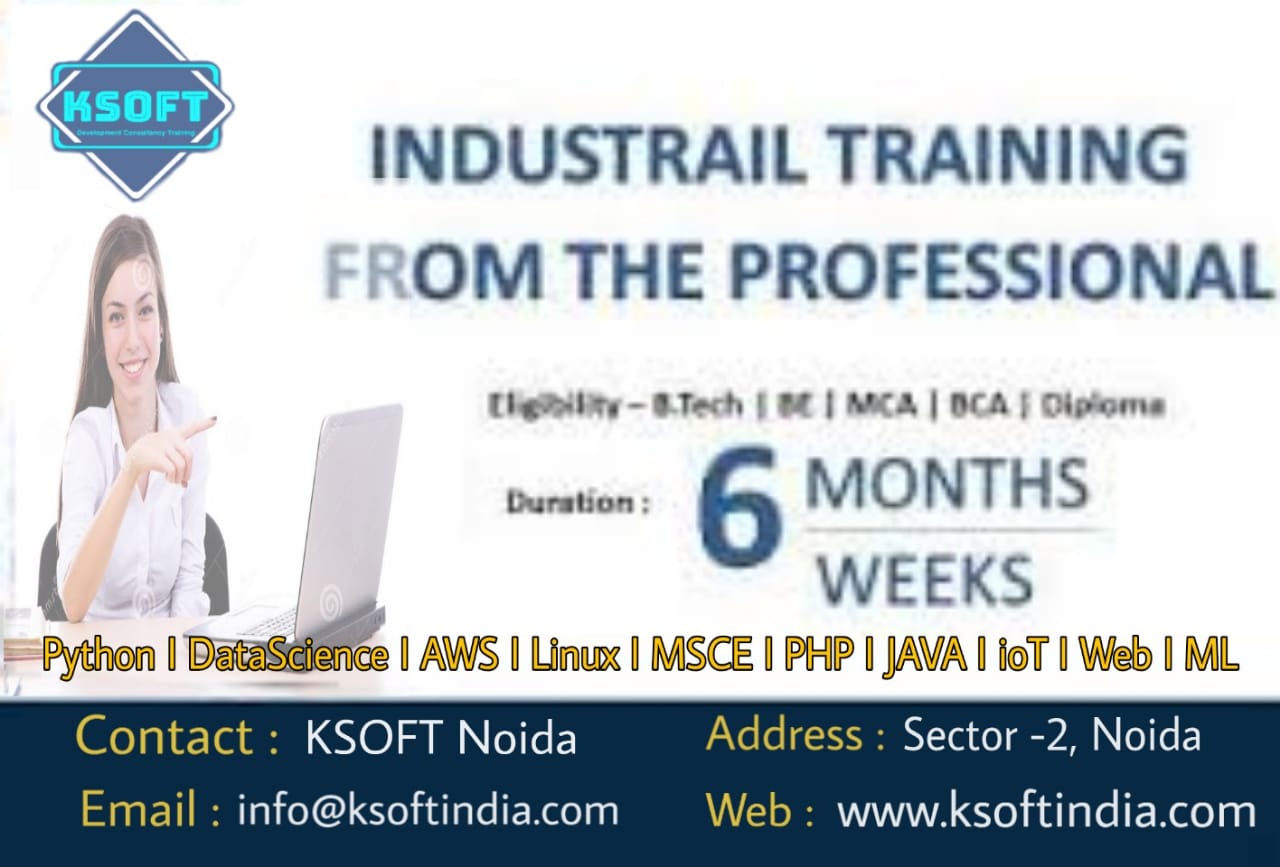 KSOFT
Development Consultancy Training
INDUSTRAIL TRAINING
FROM THE PROFESSIONAL
Eligibility – B.Tech | BE | MCA | BCA | Diploma
Duration : 6 MONTHS
WEEKS
Python I DataScience I AWS I Linux I MSCE I PHP I JAVA I ioT I Web I ML
Contact : KSOFT Noida
Address : Sector -2, Noida
Email : info@ksoftindia.com
Web : www.ksoftindia.com